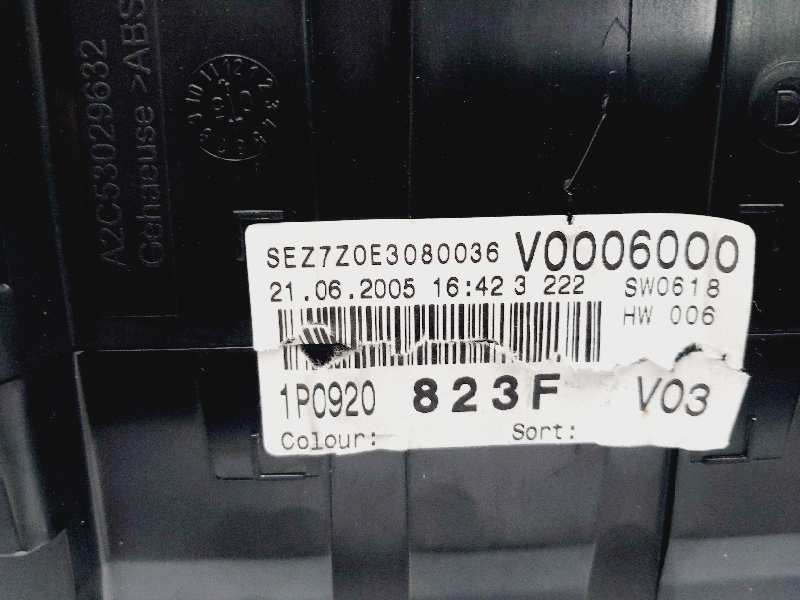 A2C53029632
Gehaeuse >ABS
D
SEZ7Z0E3080036 V0006000
21.06.2005 16:42 3 222 SW0618
HW 006
1P0920 823F V03
Colour:- Sort: